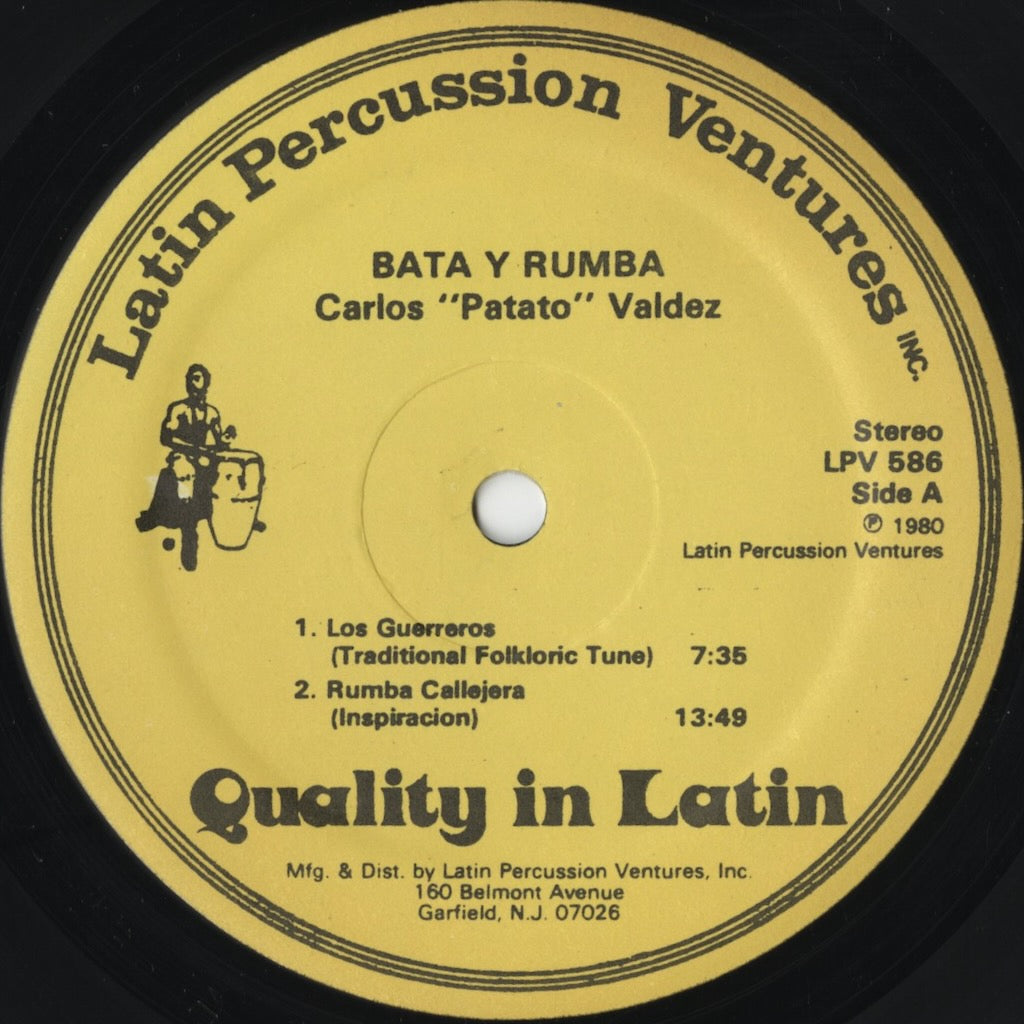 Latin Percussion Ventures INC.
BATA Y RUMBA
Carlos "Patato" Valdez
Stereo
LPV 586
Side A
℗ 1980
Latin Percussion Ventures
1. Los Guerreros
(Traditional Folkloric Tune) 7:35
2. Rumba Callejera
(Inspiracion) 13:49
Quality in Latin
Mfg. & Dist. by Latin Percussion Ventures, Inc.
160 Belmont Avenue
Garfield, N.J. 07026